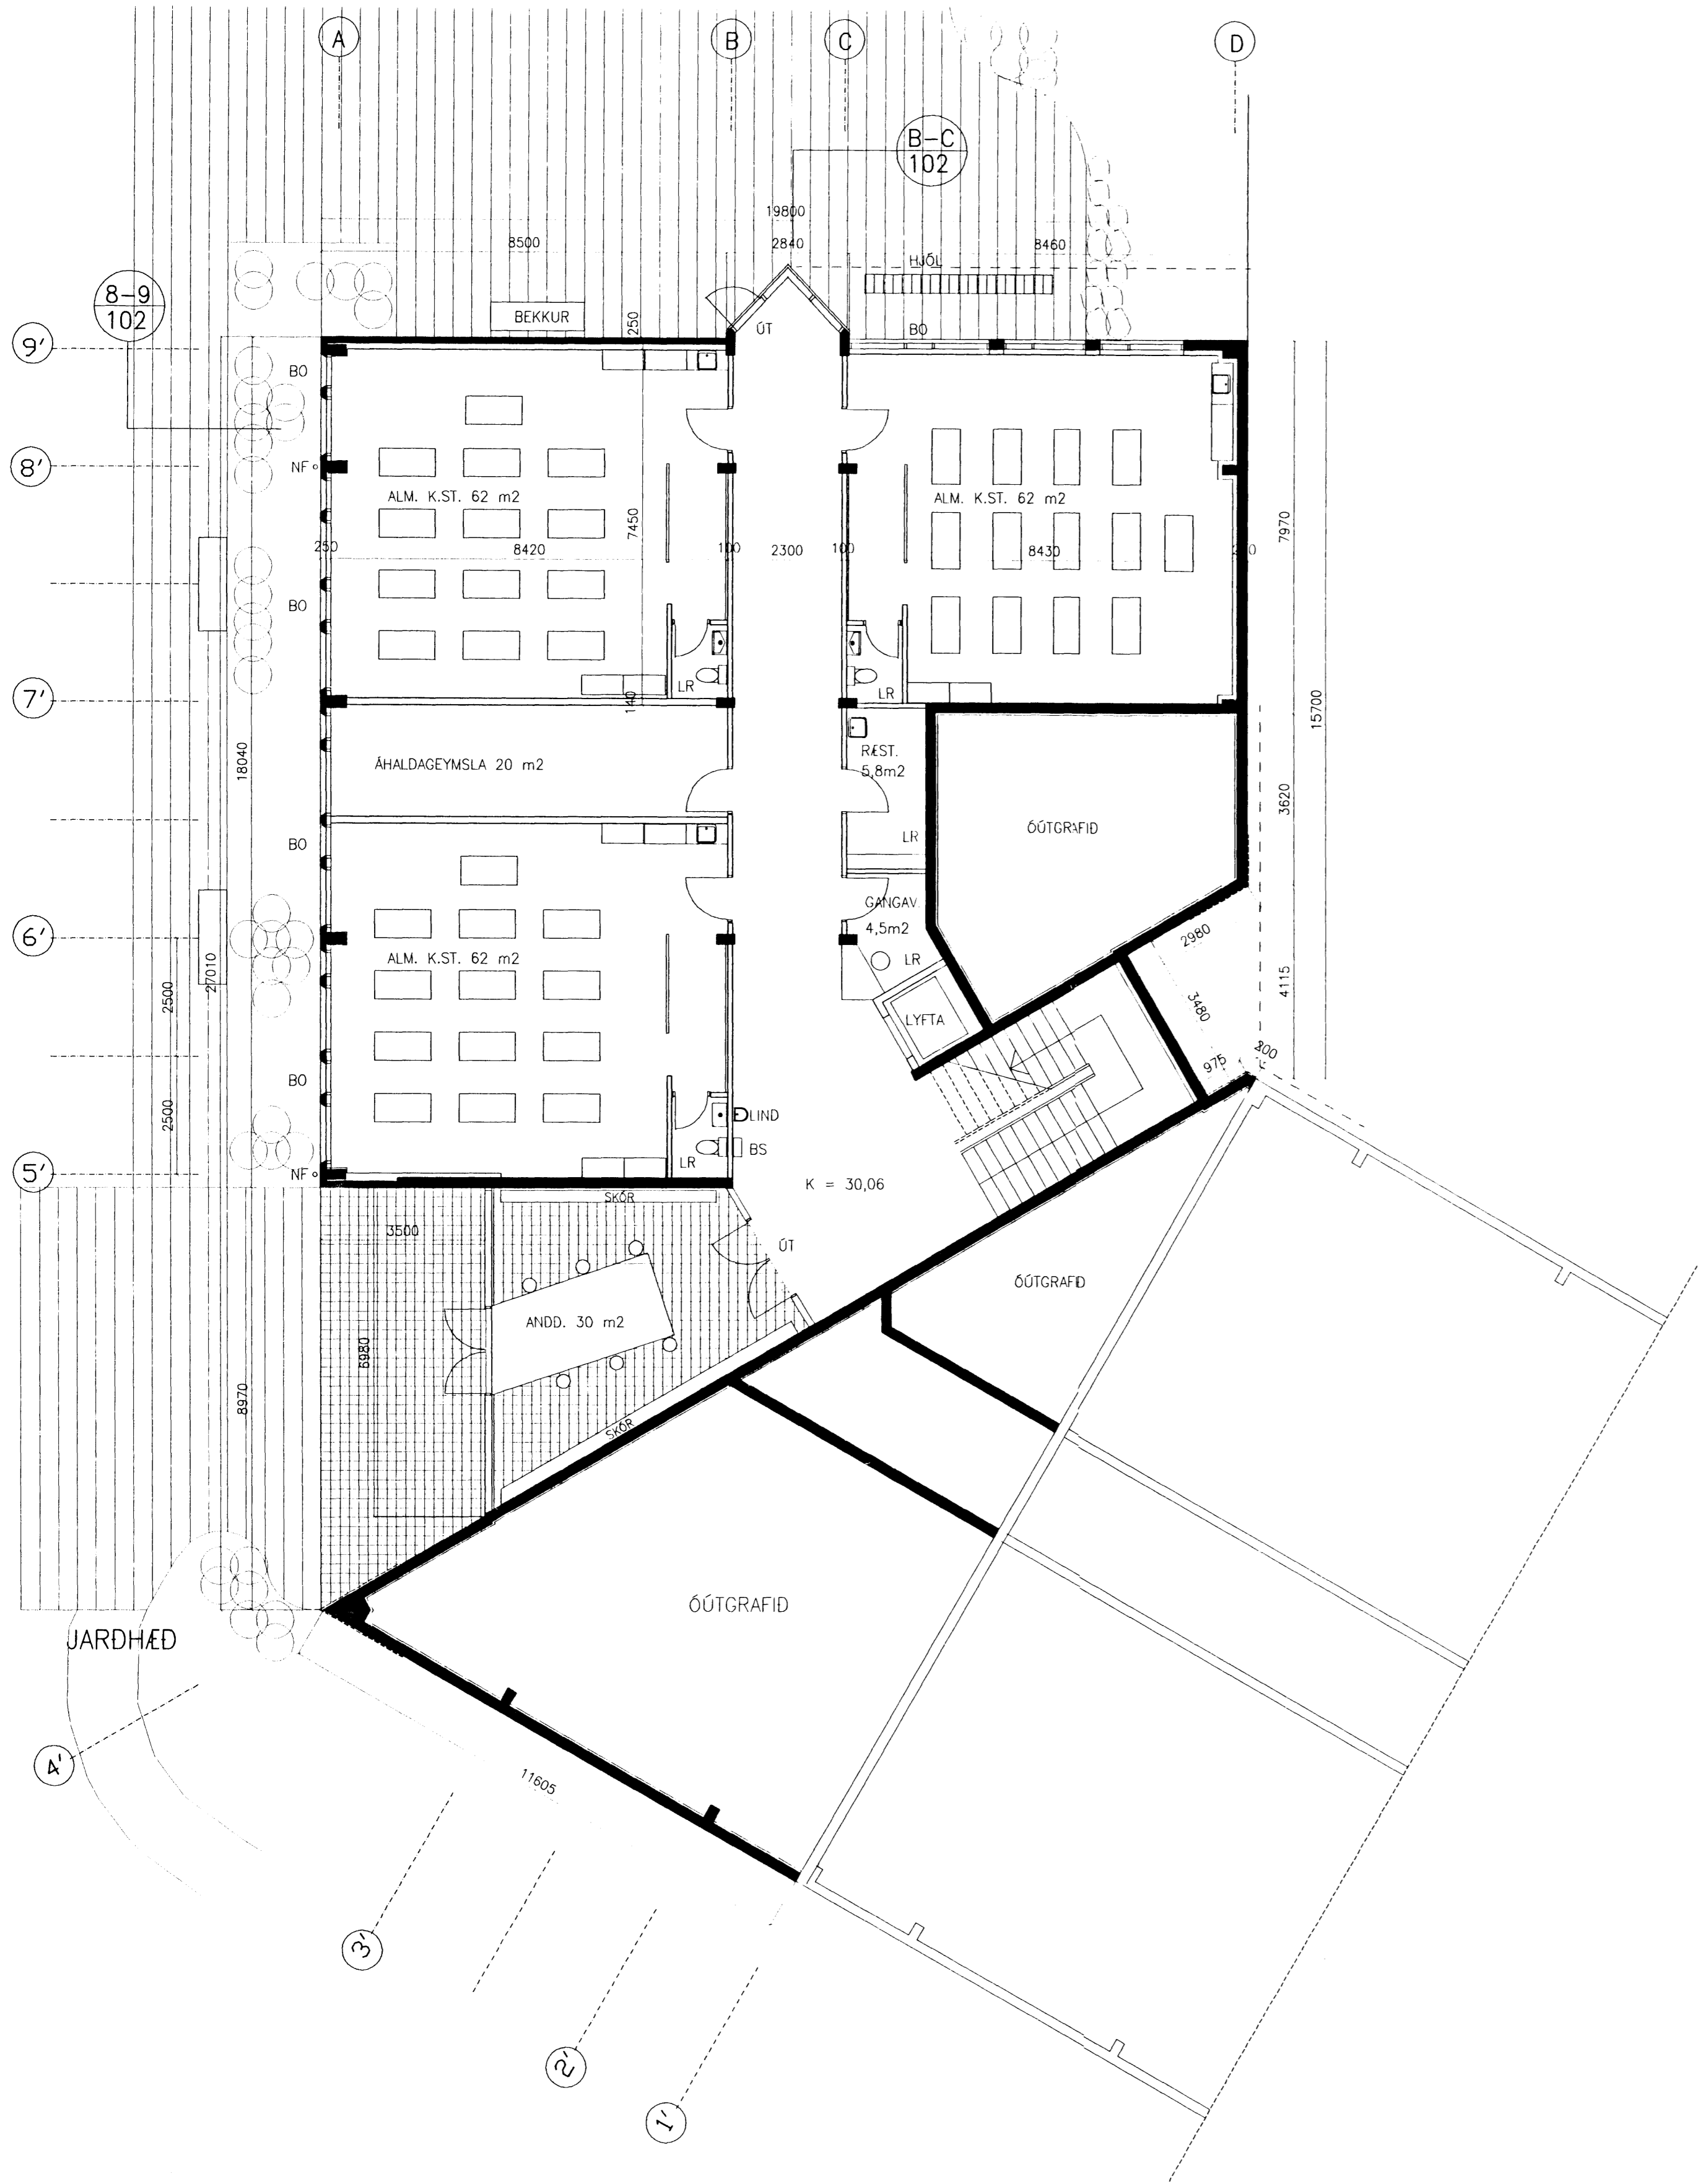 A
B
C
D
B-C
102
19800
8500
2840
8460
HJÓL
8-9
102
BEKKUR
250
ÚT
BO
9'
BO
8'
NF
ALM. K.ST. 62 m2
ALM. K.ST. 62 m2
7450
7970
250
8420
100
2300
100
8430
BO
LR
LR
7'
140
15700
RÆST.
5,8m2
18040
ÁHALDAGEYMSLA 20 m2
3620
BO
LR
ÓÚTGRAFIÐ
GANGAV.
4,5m2
6'
2980
ALM. K.ST. 62 m2
LR
27010
4115
2500
3480
LYFTA
200
975
BO
2500
LIND
BS
LR
5'
NF
K = 30,06
SKÓR
3500
ÚT
ÓÚTGRAFIÐ
ANDD. 30 m2
6980
8970
SKÓR
ÓÚTGRAFIÐ
JARÐHÆÐ
4'
11605
3'
2'
1'